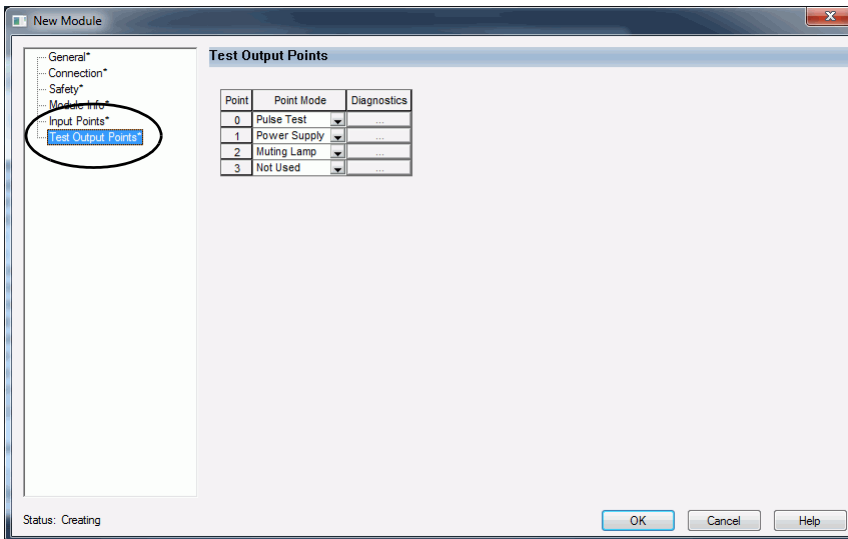 New Module
General*
Connection*
Safety*
Module Info*
Input Points*
Test Output Points*
Test Output Points
Point Point Mode Diagnostics
0 Pulse Test ...
1 Power Supply ...
2 Muting Lamp ...
3 Not Used ...
Status: Creating
OK Cancel Help